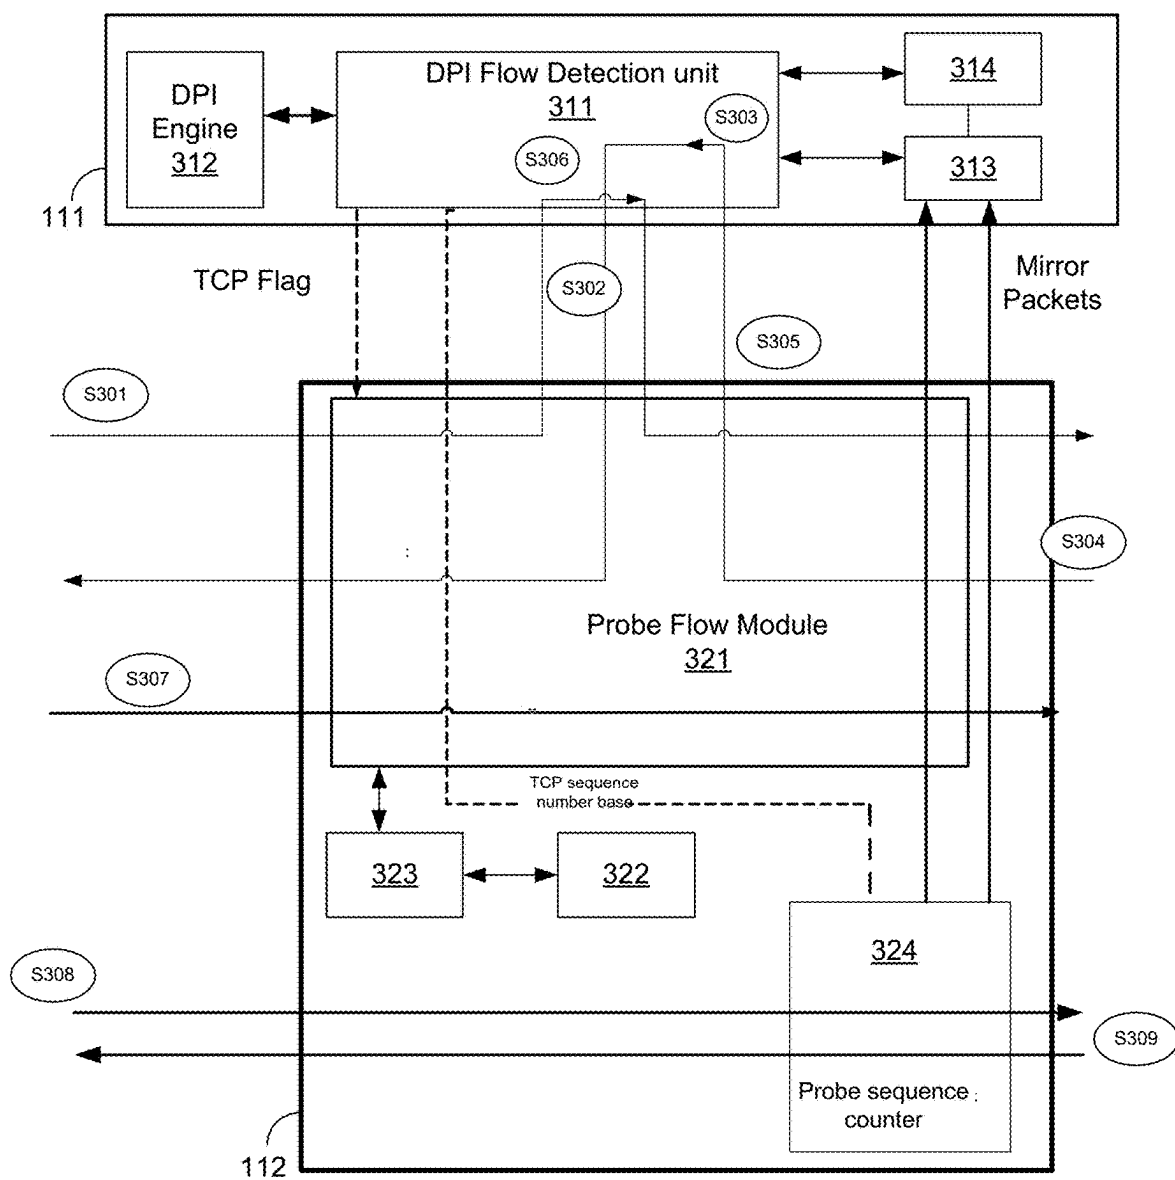 DPI Flow Detection unit
311
314
DPI
Engine
312
S303
S306
313
111
TCP Flag
S302
Mirror
Packets
S305
S301
S304
Probe Flow Module
321
S307
TCP sequence
number base
323
322
324
S308
S309
Probe sequence
counter
112